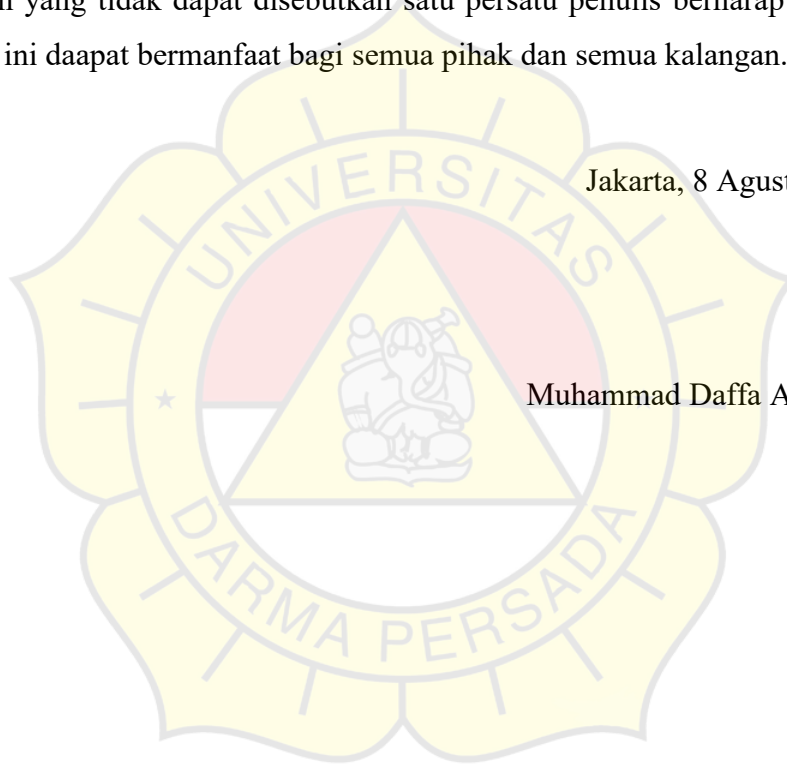 yang tidak dapat disebutkan satu persatu penulis berharap
ini daapat bermanfaat bagi semua pihak dan semua kalangan.
Jakarta, 8 Agust
Muhammad Daffa A
UNIVERSITAS
DARMA PERSADA